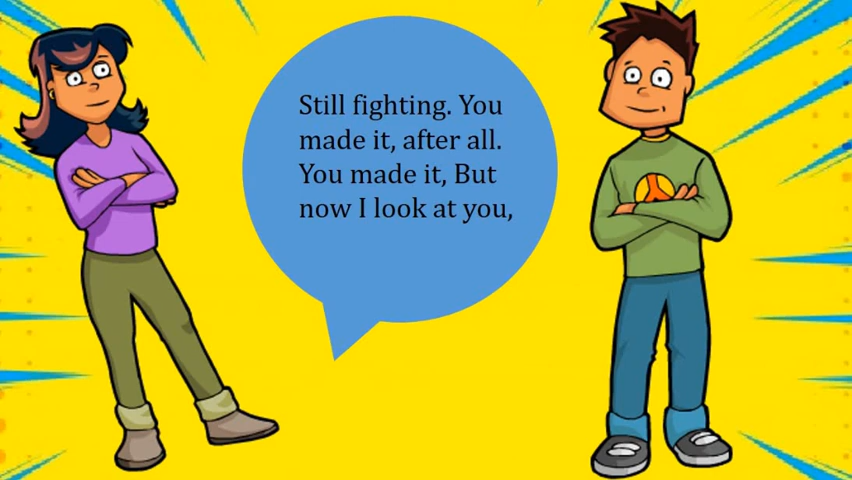 Still fighting. You
made it, after all.
You made it, But
now I look at you,